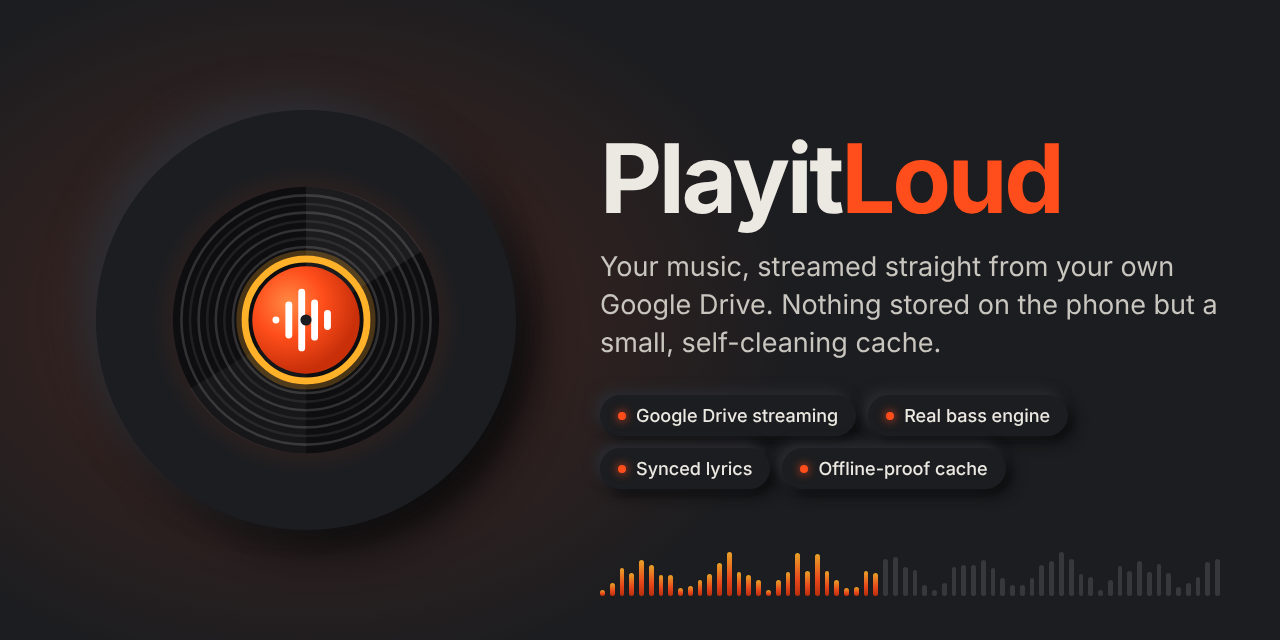 PlayitLoud
Your music, streamed straight from your own
Google Drive. Nothing stored on the phone but a
small, self-cleaning cache.
Google Drive streaming
Real bass engine
Synced lyrics
Offline-proof cache